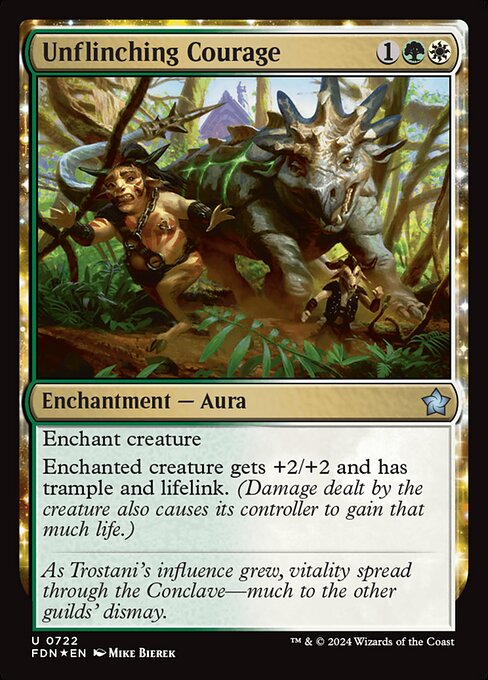 Unflinching Courage 1
Enchantment — Aura
Enchant creature
Enchanted creature gets +2/+2 and has
trample and lifelink. (Damage dealt by the
creature also causes its controller to gain that
much life.)
As Trostani's influence grew, vitality spread
through the Conclave—much to the other
guilds' dismay.
U 0722
FDN★EN Mike Bierek
™ & © 2024 Wizards of the Coast